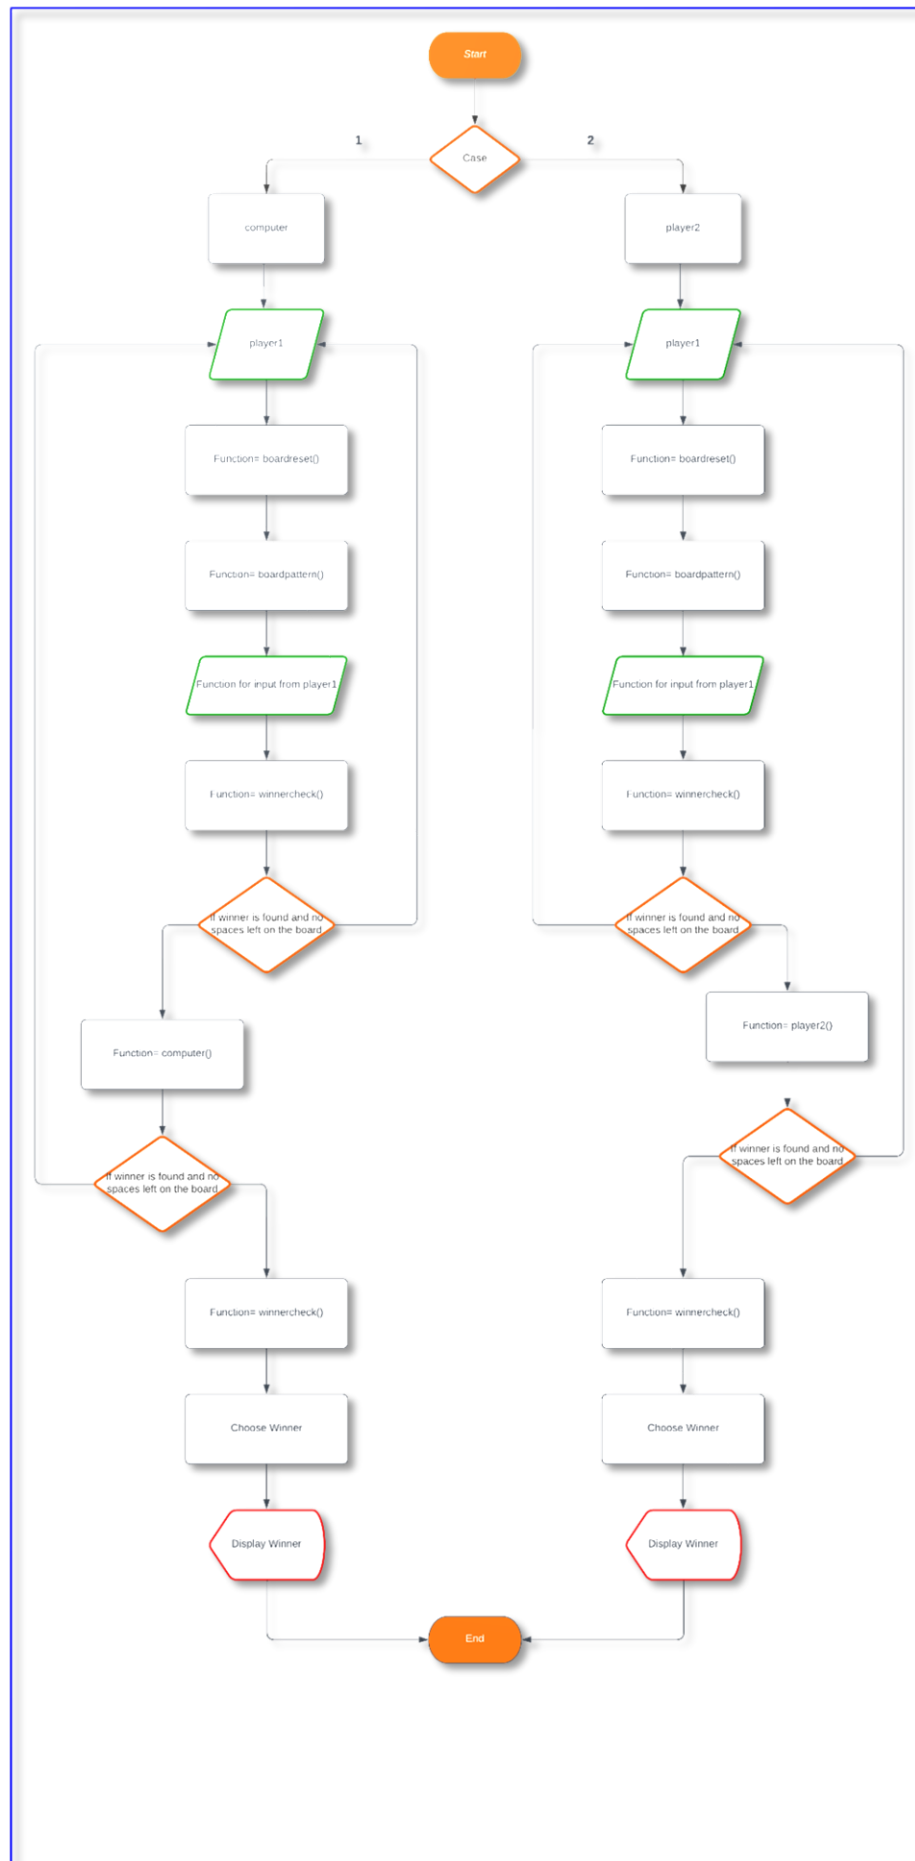 Start
1
2
Case
computer
player2
player1
player1
Function= boardreset()
Function= boardreset()
Function= boardpattern()
Function= boardpattern()
Function for input from player1
Function for input from player1
Function= winnercheck()
Function= winnercheck()
If winner is found and no
spaces left on the board
If winner is found and no
spaces left on the board
Function= player2()
Function= computer()
If winner is found and no
spaces left on the board
If winner is found and no
spaces left on the board
Function= winnercheck()
Function= winnercheck()
Choose Winner
Choose Winner
Display Winner
Display Winner
End